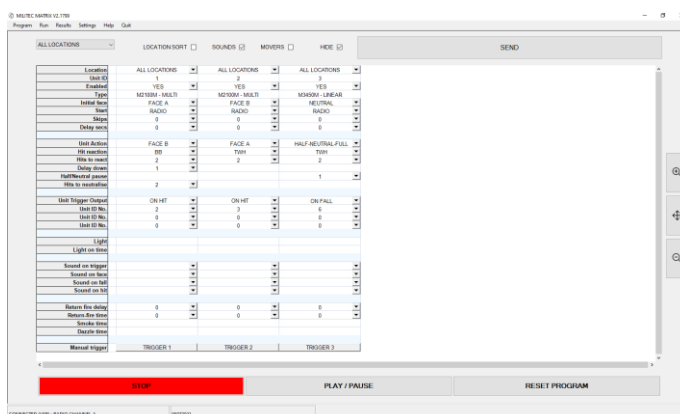 MILITEC MATRIX V2.1700
Program Run Results Settings Help Quit
ALL LOCATIONS LOCATION SORT SOUNDS MOVERS HIDE SEND
Location ALL LOCATIONS ALL LOCATIONS ALL LOCATIONS
Unit ID 1 2 3
Enabled YES YES YES
Type M2100M - MULTI M2100M - MULTI M3450M - LINEAR
Initial face FACE A FACE B NEUTRAL
Start RADIO RADIO RADIO
Skips 0 0 0
Delay secs 0 0 0
Unit Action FACE B FACE A HALF-NEUTRAL-FULL
Hit reaction BB TWH TWH
Hits to react 2 2 2
Delay down 1
Half/Neutral pause 1
Hits to neutralise 2
Unit Trigger Output ON HIT ON HIT ON FALL
Unit ID No. 2 3 6
Unit ID No. 0 0 0
Unit ID No. 0 0 0
Light
Light on time
Sound on trigger
Sound on face
Sound on fall
Sound on hit
Return fire delay 0 0 0
Return-fire time 0 0 0
Smoke time
Dazzle time
Manual trigger TRIGGER 1 TRIGGER 2 TRIGGER 3
STOP PLAY / PAUSE RESET PROGRAM